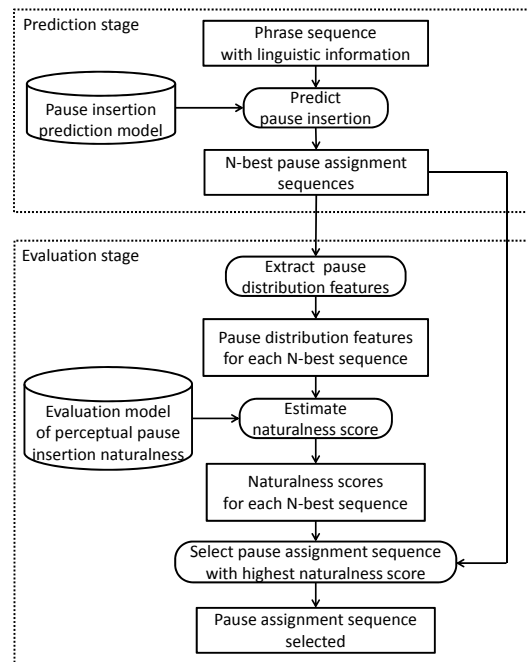 Prediction stage
Phrase sequence
with linguistic information
Pause insertion
prediction model
Predict
pause insertion
N-best pause assignment
sequences
Evaluation stage
Extract pause
distribution features
Pause distribution features
for each N-best sequence
Evaluation model
of perceptual pause
insertion naturalness
Estimate
naturalness score
Naturalness scores
for each N-best sequence
Select pause assignment sequence
with highest naturalness score
Pause assignment sequence
selected